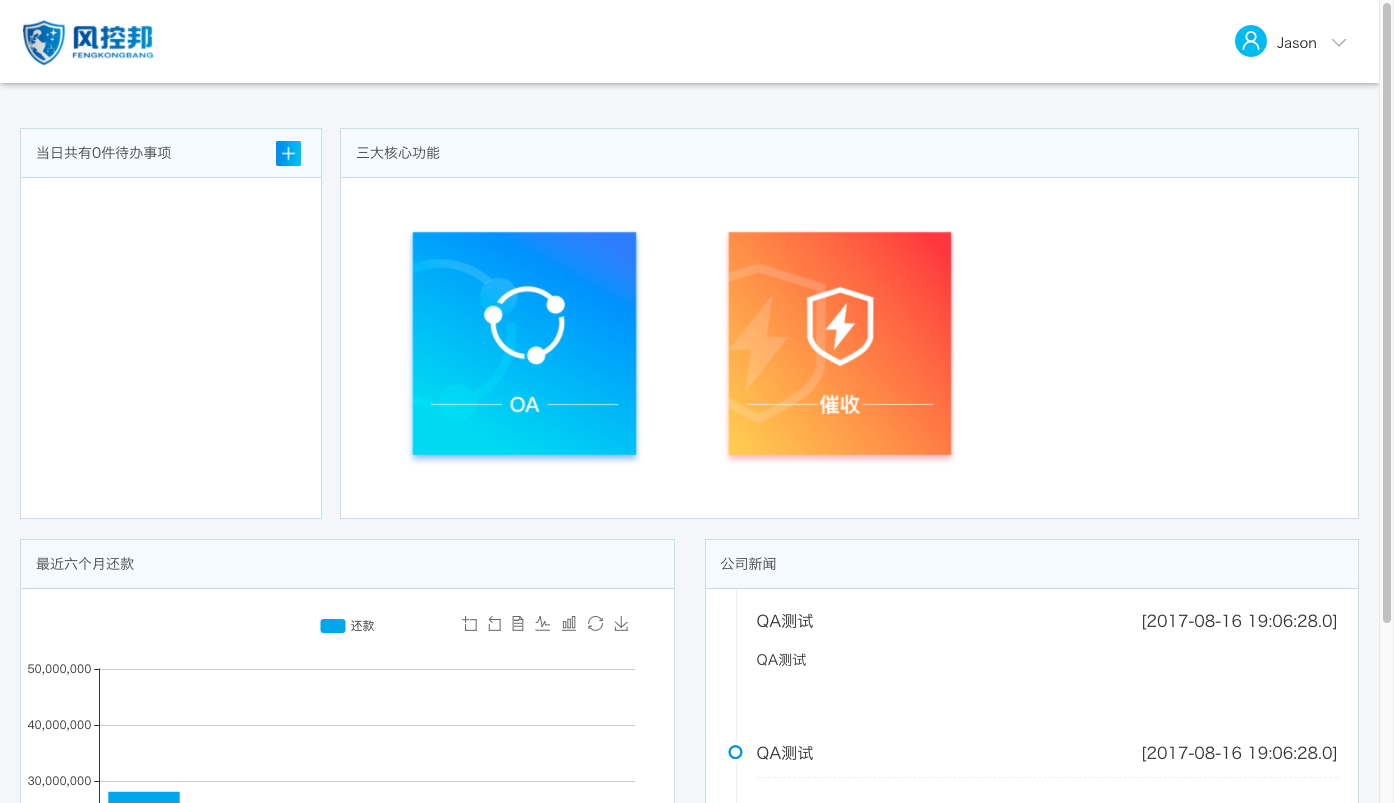 风控邦
FENGKONGBANG
Jason
当日共有0件待办事项
三大核心功能
OA
催收
最近六个月还款
还款
50,000,000
40,000,000
30,000,000
公司新闻
QA测试 [2017-08-16 19:06:28.0]
QA测试
QA测试 [2017-08-16 19:06:28.0]